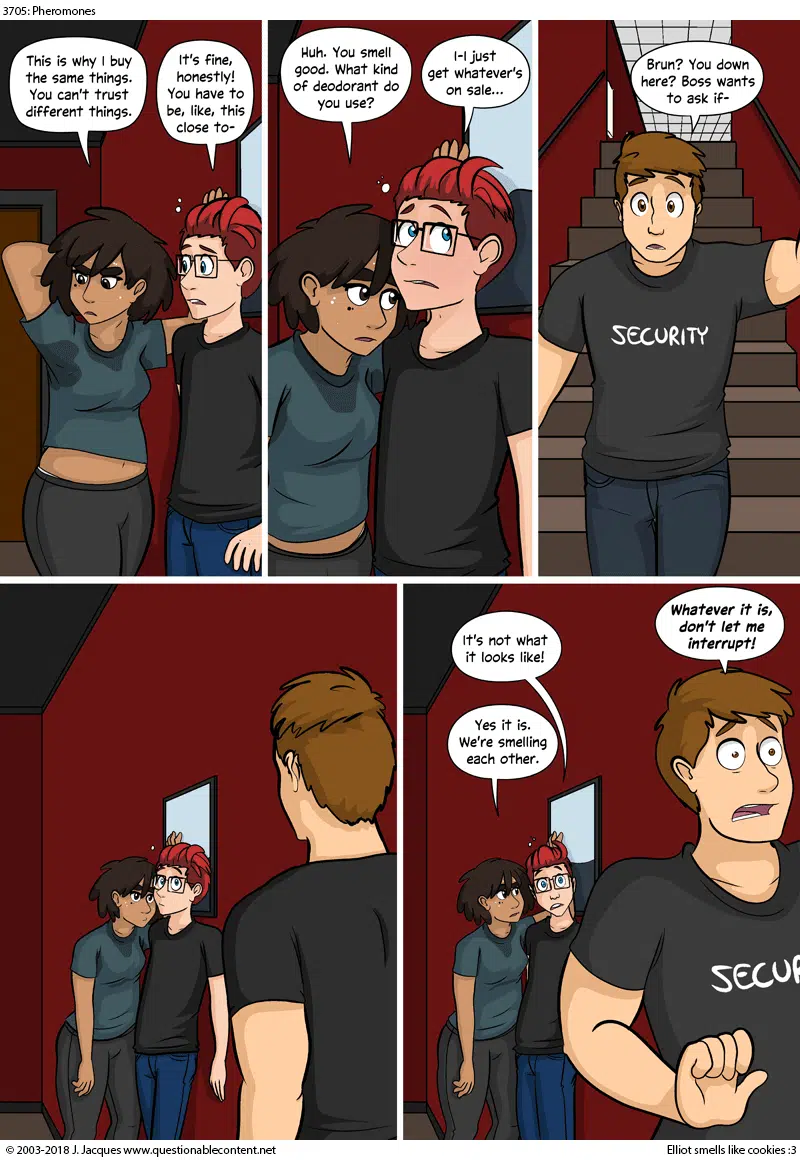 3705: Pheromones
This is why I buy
the same things.
You can't trust
different things.
It's fine,
honestly!
You have to
be, like, this
close to-
Huh. You smell
good. What kind
of deodorant do
you use?
I-I just
get whatever's
on sale...
Brun? You down
here? Boss wants
to ask if-
SECURITY
It's not what
it looks like!
Yes it is.
We're smelling
each other.
Whatever it is,
don't let me
interrupt!
SECUR
© 2003-2018 J. Jacques www.questionablecontent.net
Elliot smells like cookies :3